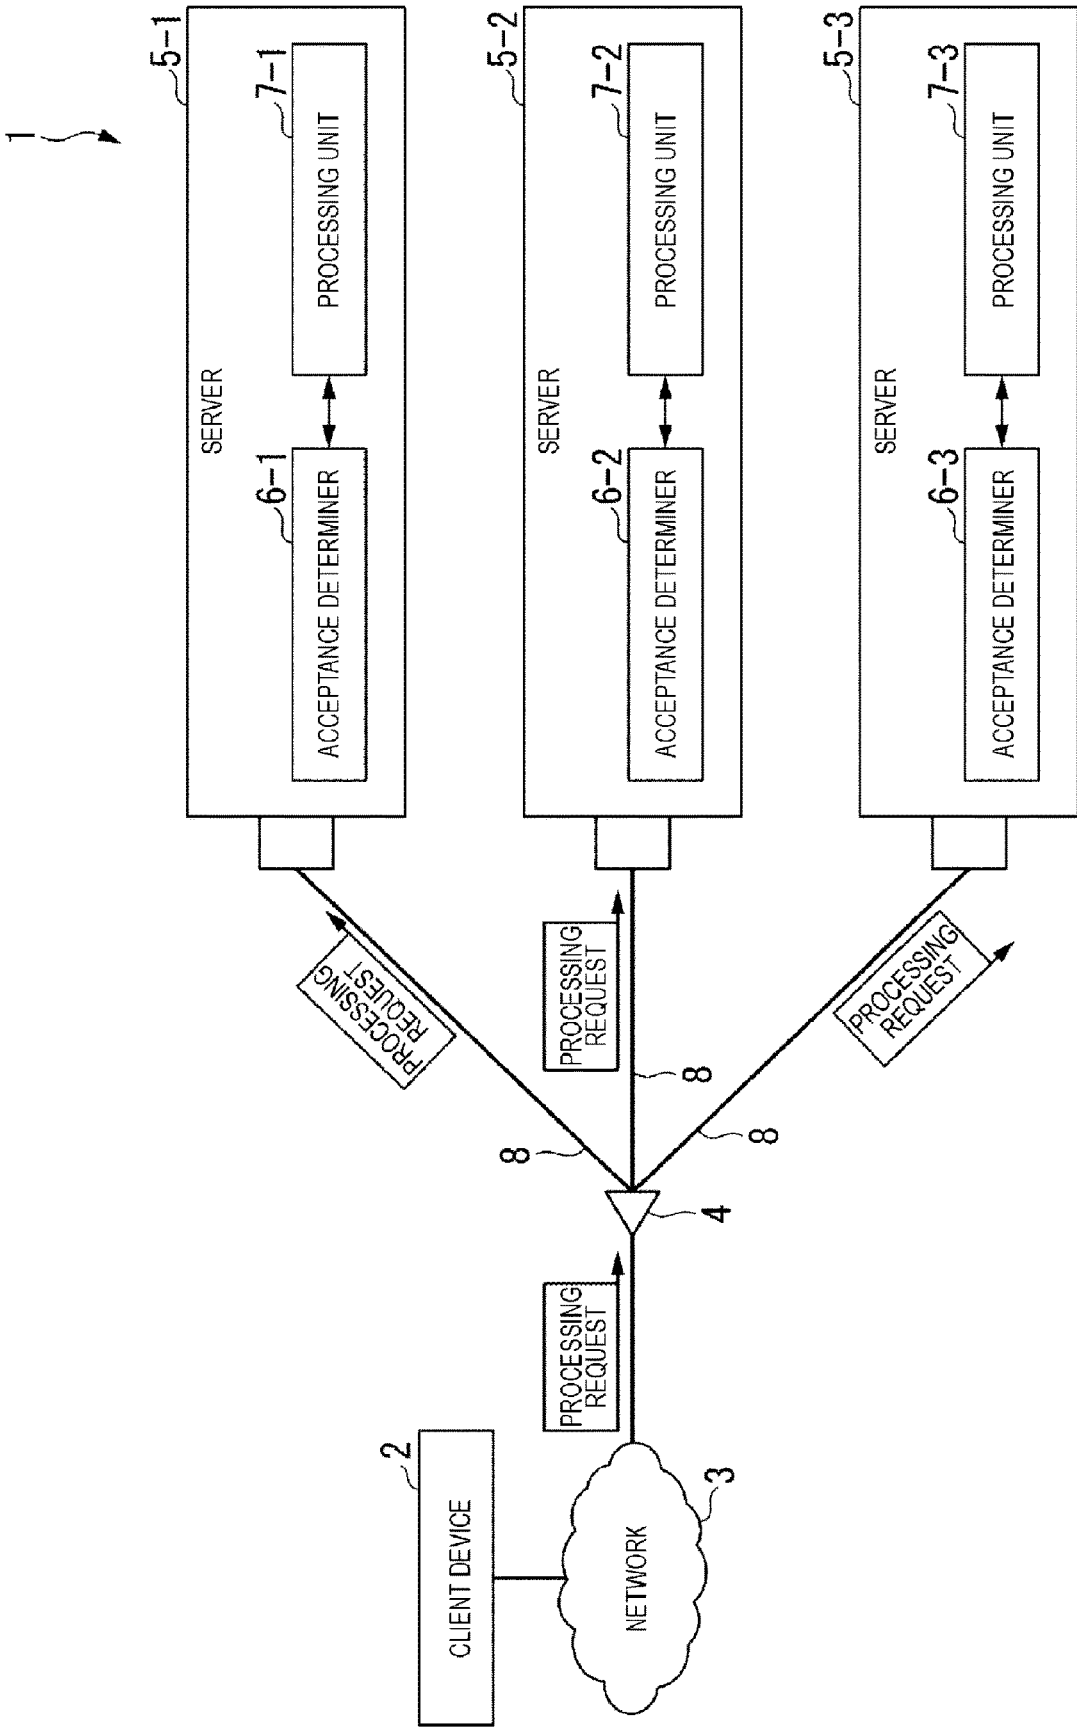 1
CLIENT DEVICE
2
NETWORK
3
PROCESSING
REQUEST
4
8
8
8
PROCESSING
REQUEST
PROCESSING
REQUEST
PROCESSING
REQUEST
SERVER
5-1
ACCEPTANCE DETERMINER
6-1
PROCESSING UNIT
7-1
SERVER
5-2
ACCEPTANCE DETERMINER
6-2
PROCESSING UNIT
7-2
SERVER
5-3
ACCEPTANCE DETERMINER
6-3
PROCESSING UNIT
7-3